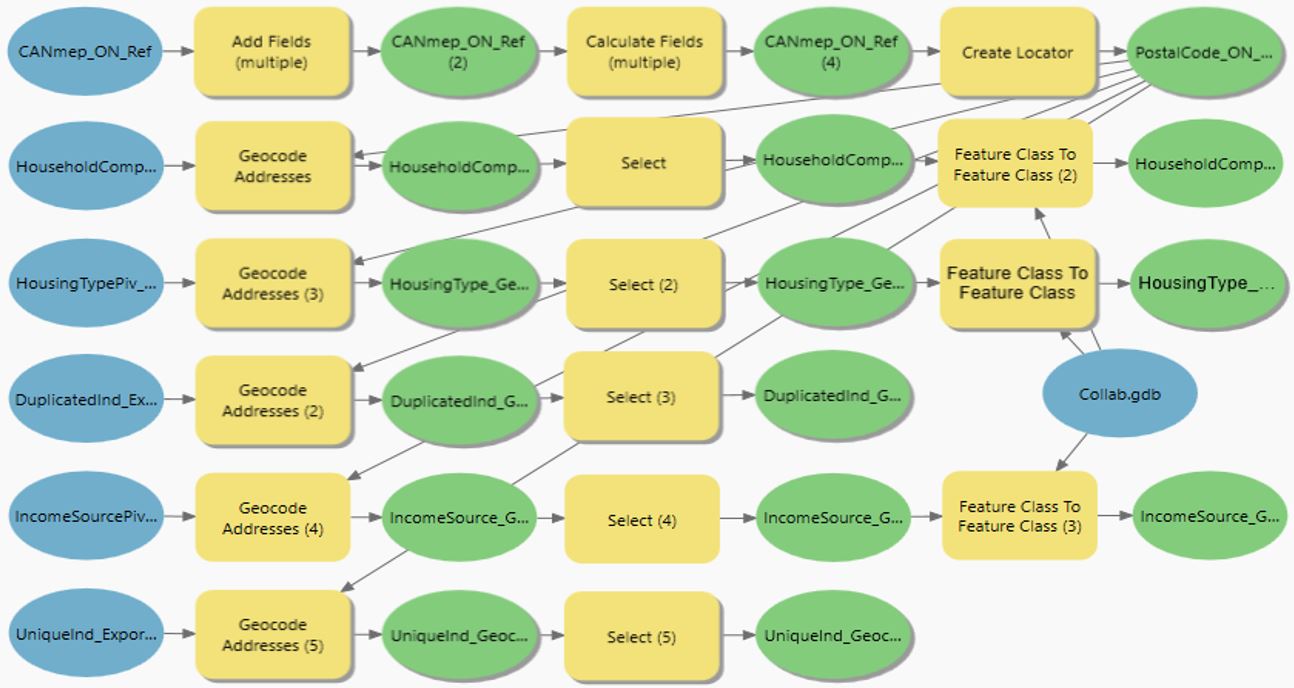 CANmep_ON_Ref
Add Fields
(multiple)
CANmep_ON_Ref
(2)
Calculate Fields
(multiple)
CANmep_ON_Ref
(4)
Create Locator
PostalCode_ON_...
HouseholdComp...
Geocode
Addresses
HouseholdComp...
Select
HouseholdComp...
Feature Class To
Feature Class (2)
HouseholdComp...
HousingTypePiv_...
Geocode
Addresses (3)
HousingType_Ge...
Select (2)
HousingType_Ge...
Feature Class To
Feature Class
HousingType_...
DuplicatedInd_Ex...
Geocode
Addresses (2)
DuplicatedInd_G...
Select (3)
DuplicatedInd_G...
Collab.gdb
IncomeSourcePiv...
Geocode
Addresses (4)
IncomeSource_G...
Select (4)
IncomeSource_G...
Feature Class To
Feature Class (3)
IncomeSource_G...
UniqueInd_Expor...
Geocode
Addresses (5)
UniqueInd_Geoc...
Select (5)
UniqueInd_Geoc...